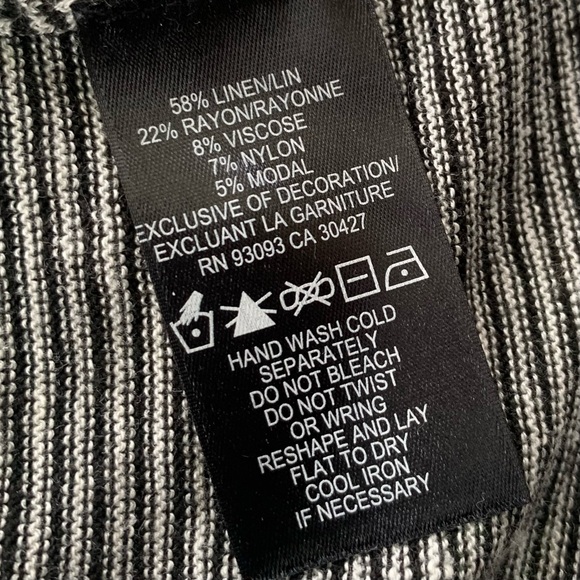 58% LINEN/LIN
22% RAYON/RAYONNE
8% VISCOSE
7% NYLON
5% MODAL
EXCLUSIVE OF DECORATION/
EXCLUANT LA GARNITURE
RN 93093 CA 30427
HAND WASH COLD
SEPARATELY
DO NOT BLEACH
DO NOT TWIST
OR WRING
RESHAPE AND LAY
FLAT TO DRY
COOL IRON
IF NECESSARY